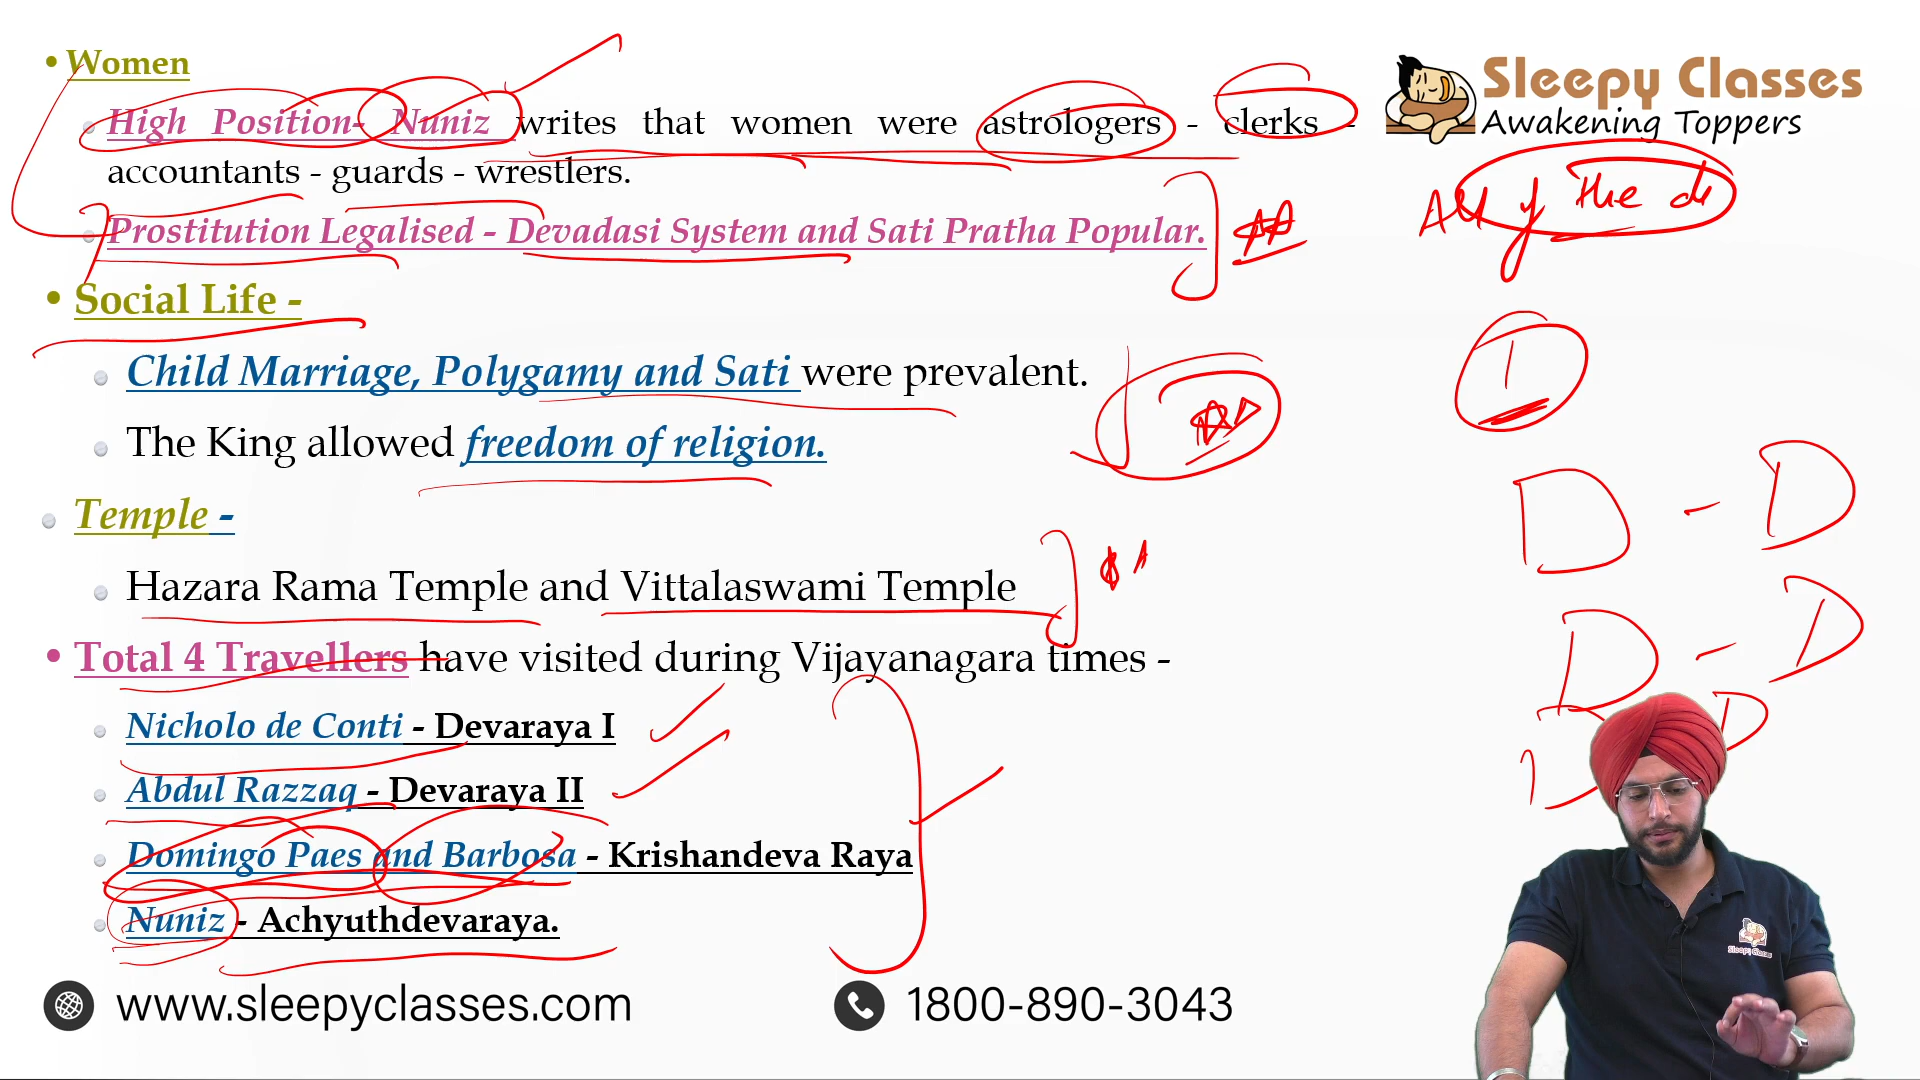 • Women
High Position- Nuniz writes that women were astrologers - clerks -
accountants - guards - wrestlers.
Prostitution Legalised - Devadasi System and Sati Pratha Popular.
• Social Life -
Child Marriage, Polygamy and Sati were prevalent.
The King allowed freedom of religion.
Temple -
Hazara Rama Temple and Vittalaswami Temple
• Total 4 Travellers have visited during Vijayanagara times -
Nicholo de Conti - Devaraya I
Abdul Razzaq - Devaraya II
Domingo Paes and Barbosa - Krishandeva Raya
Nuniz - Achyuthdevaraya.
www.sleepyclasses.com
1800-890-3043
Sleepy Classes
Awakening Toppers
All of the
1
D - D
D - D
D
Sleepy Classes